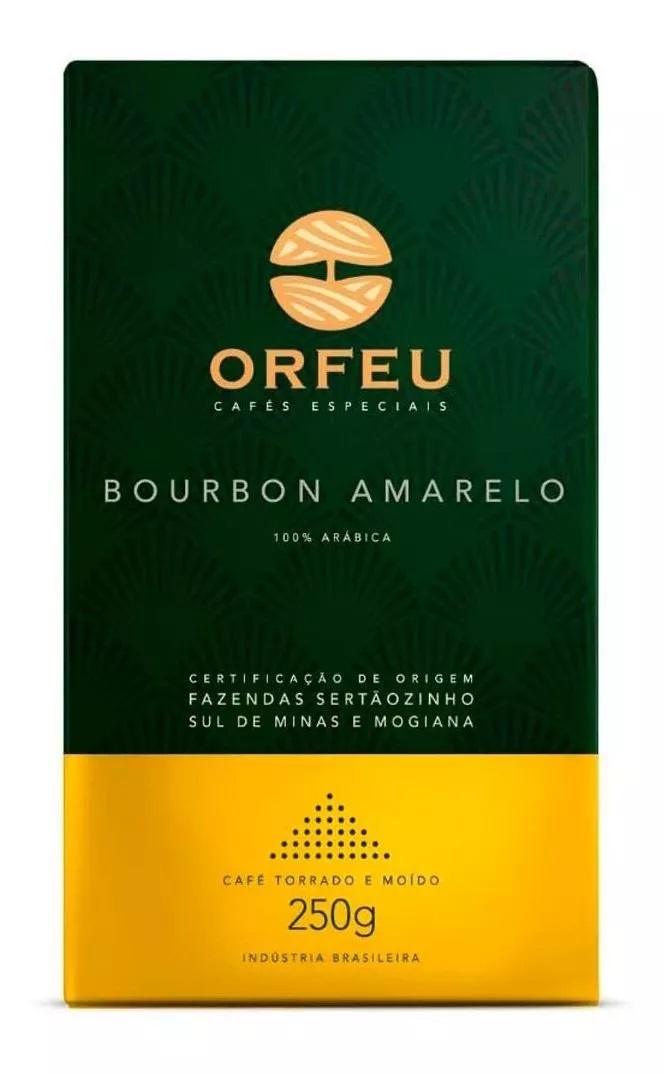 ORFEU
CAFÉS ESPECIAIS
BOURBON AMARELO
100% ARÁBICA
CERTIFICAÇÃO DE ORIGEM
FAZENDAS SERTÃOZINHO
SUL DE MINAS E MOGIANA
CAFÉ TORRADO E MOÍDO
250g
INDÚSTRIA BRASILEIRA